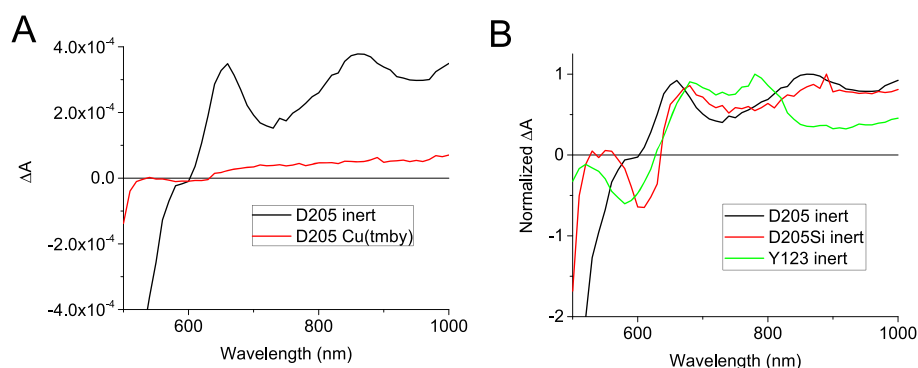 A
4.0x10⁻⁴
2.0x10⁻⁴
0.0
-2.0x10⁻⁴
-4.0x10⁻⁴
ΔA
D205 inert
D205 Cu(tmby)
600
800
1000
Wavelength (nm)
B
1
0
-1
-2
Normalized ΔA
D205 inert
D205Si inert
Y123 inert
600
800
1000
Wavelength (nm)